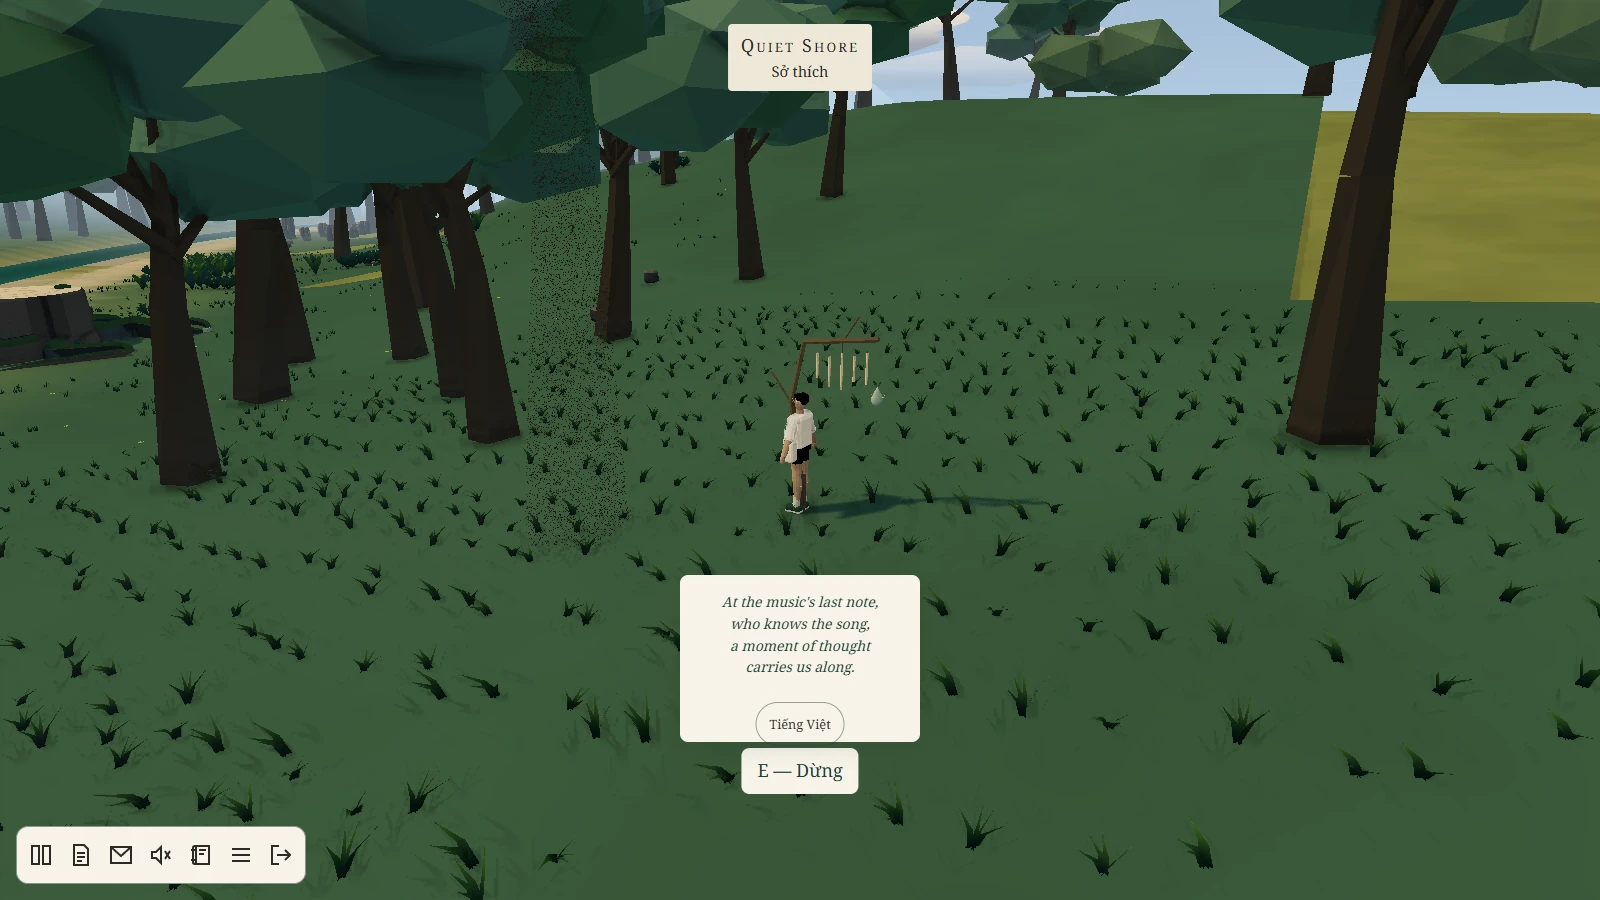 Quiet Shore
Sở thích
At the music's last note,
who knows the song,
a moment of thought
carries us along.
Tiếng Việt
E — Dừng